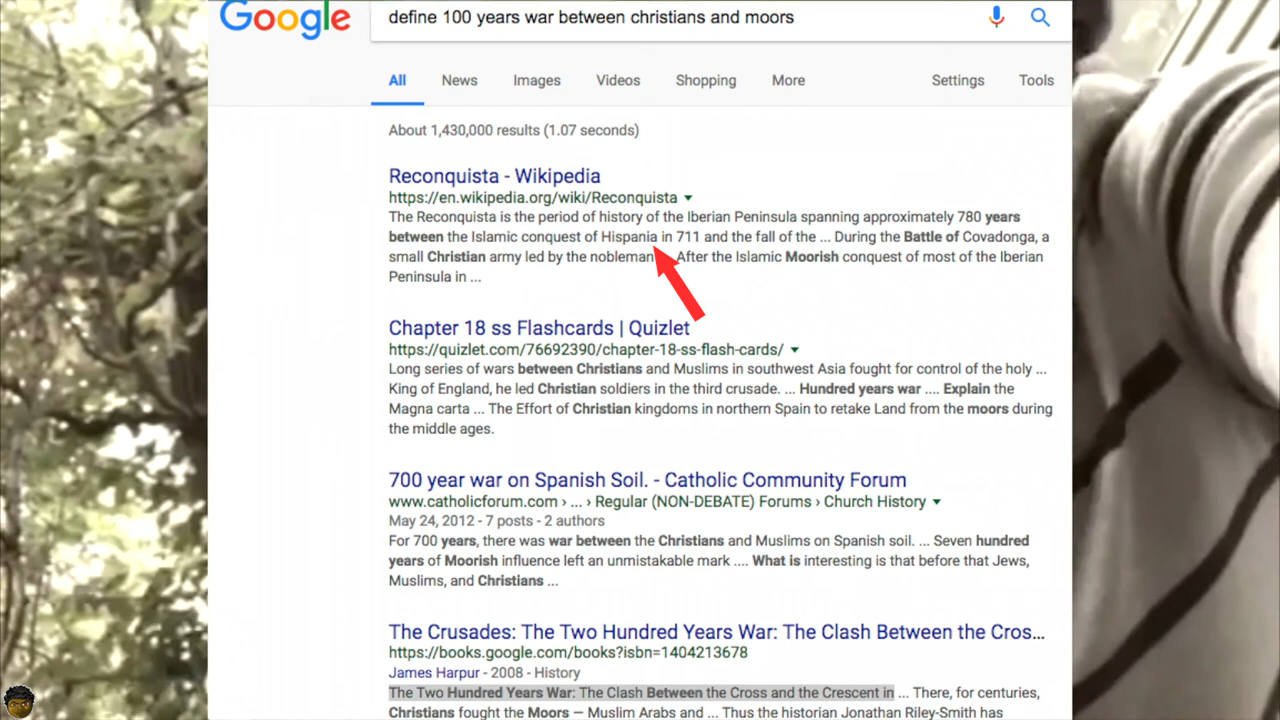 Google
define 100 years war between christians and moors
All News Images Videos Shopping More Settings Tools
About 1,430,000 results (1.07 seconds)
Reconquista - Wikipedia
https://en.wikipedia.org/wiki/Reconquista
The Reconquista is the period of history of the Iberian Peninsula spanning approximately 780 years
between the Islamic conquest of Hispania in 711 and the fall of the ... During the Battle of Covadonga, a
small Christian army led by the nobleman After the Islamic Moorish conquest of most of the Iberian
Peninsula in ...
Chapter 18 ss Flashcards | Quizlet
https://quizlet.com/76692390/chapter-18-ss-flash-cards/
Long series of wars between Christians and Muslims in southwest Asia fought for control of the holy ...
King of England, he led Christian soldiers in the third crusade. ... Hundred years war .... Explain the
Magna carta ... The Effort of Christian kingdoms in northern Spain to retake Land from the moors during
the middle ages.
700 year war on Spanish Soil. - Catholic Community Forum
www.catholicforum.com › ... › Regular (NON-DEBATE) Forums › Church History
May 24, 2012 - 7 posts - 2 authors
For 700 years, there was war between the Christians and Muslims on Spanish soil. ... Seven hundred
years of Moorish influence left an unmistakable mark .... What is interesting is that before that Jews,
Muslims, and Christians ...
The Crusades: The Two Hundred Years War: The Clash Between the Cros...
https://books.google.com/books?isbn=1404213678
James Harpur - 2008 - History
The Two Hundred Years War: The Clash Between the Cross and the Crescent in ... There, for centuries,
Christians fought the Moors — Muslim Arabs and ... Thus the historian Jonathan Riley-Smith has